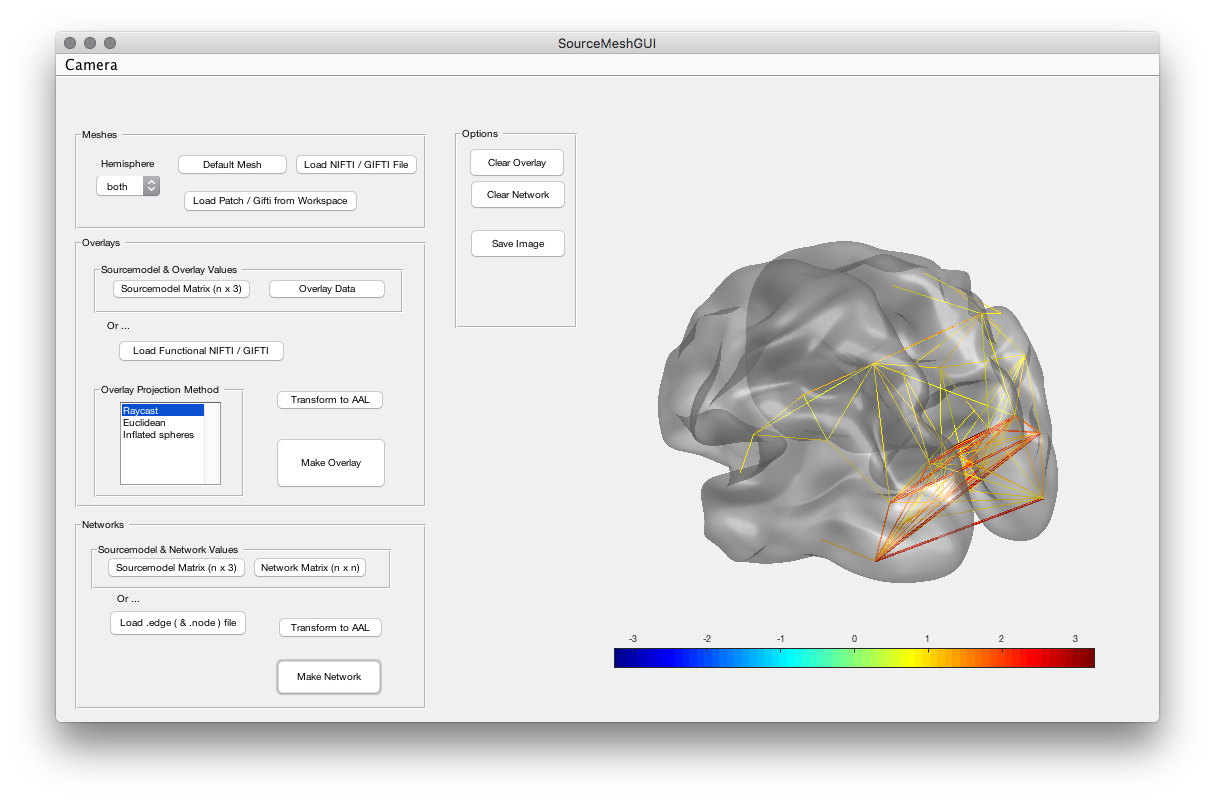 SourceMeshGUI
Camera
Meshes
Hemisphere
both
Default Mesh
Load NIFTI / GIFTI File
Load Patch / Gifti from Workspace
Overlays
Sourcemodel & Overlay Values
Sourcemodel Matrix (n x 3)
Overlay Data
Or ...
Load Functional NIFTI / GIFTI
Overlay Projection Method
Raycast
Euclidean
Inflated spheres
Transform to AAL
Make Overlay
Networks
Sourcemodel & Network Values
Sourcemodel Matrix (n x 3)
Network Matrix (n x n)
Or ...
Load .edge ( & .node ) file
Transform to AAL
Make Network
Options
Clear Overlay
Clear Network
Save Image
-3 -2 -1 0 1 2 3